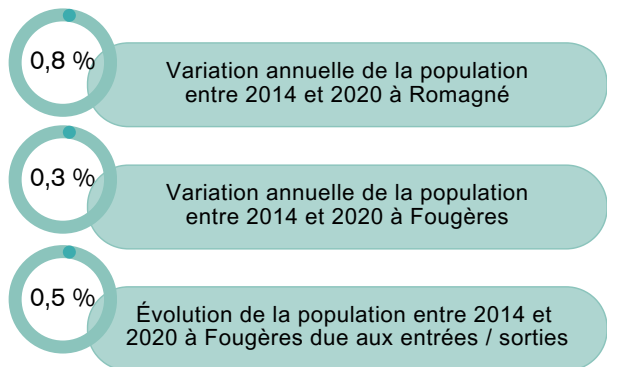 0,8 %
Variation annuelle de la population
entre 2014 et 2020 à Romagné
0,3 %
Variation annuelle de la population
entre 2014 et 2020 à Fougères
0,5 %
Évolution de la population entre 2014 et
2020 à Fougères due aux entrées / sorties